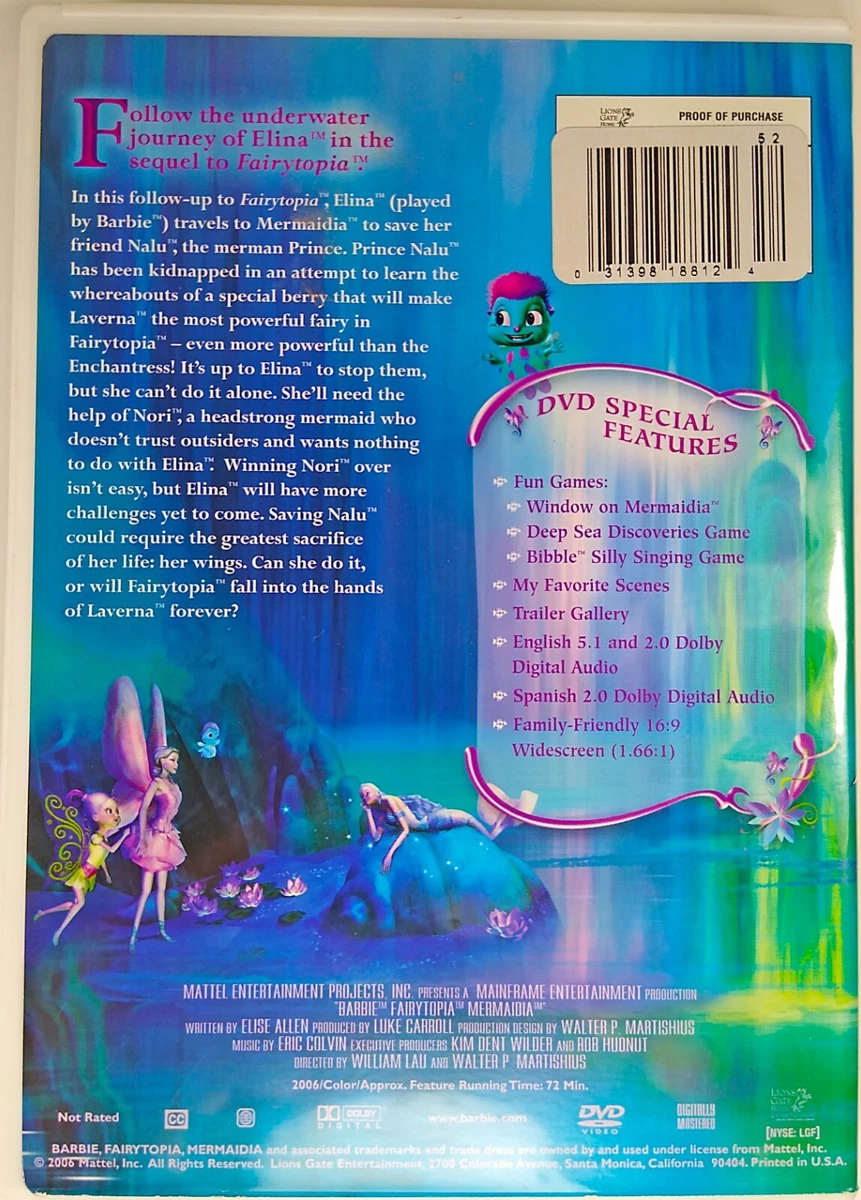 Follow the underwater
journey of Elina™ in the
sequel to Fairytopia™.
In this follow-up to Fairytopia™, Elina™ (played
by Barbie™) travels to Mermaidia™ to save her
friend Nalu™, the merman Prince. Prince Nalu™
has been kidnapped in an attempt to learn the
whereabouts of a special berry that will make
Laverna™ the most powerful fairy in
Fairytopia™ – even more powerful than the
Enchantress! It's up to Elina™ to stop them,
but she can't do it alone. She'll need the
help of Nori™, a headstrong mermaid who
doesn't trust outsiders and wants nothing
to do with Elina™. Winning Nori™ over
isn't easy, but Elina™ will have more
challenges yet to come. Saving Nalu™
could require the greatest sacrifice
of her life: her wings. Can she do it,
or will Fairytopia™ fall into the hands
of Laverna™ forever?
LIONS
GATE
HOME
PROOF OF PURCHASE
52
0 31398 18812 4
DVD SPECIAL
FEATURES
Fun Games:
Window on Mermaidia™
Deep Sea Discoveries Game
Bibble™ Silly Singing Game
My Favorite Scenes
Trailer Gallery
English 5.1 and 2.0 Dolby
Digital Audio
Spanish 2.0 Dolby Digital Audio
Family-Friendly 16:9
Widescreen (1.66:1)
MATTEL ENTERTAINMENT PROJECTS, INC. PRESENTS A MAINFRAME ENTERTAINMENT PRODUCTION
"BARBIE™ FAIRYTOPIA™ MERMAIDIA™"
WRITTEN BY ELISE ALLEN PRODUCED BY LUKE CARROLL PRODUCTION DESIGN BY WALTER P. MARTISHIUS
MUSIC BY ERIC COLVIN EXECUTIVE PRODUCERS KIM DENT WILDER AND ROB HUDNUT
DIRECTED BY WILLIAM LAU AND WALTER P. MARTISHIUS
2006/Color/Approx. Feature Running Time: 72 Min.
Not Rated
CC
DOLBY
DIGITAL
www.barbie.com
DVD
VIDEO
DIGITALLY
MASTERED
LIONS
GATE
[NYSE: LGF]
BARBIE, FAIRYTOPIA, MERMAIDIA and associated trademarks and trade dress are owned by and used under license from Mattel, Inc.
© 2006 Mattel, Inc. All Rights Reserved. Lions Gate Entertainment, 2700 Colorado Avenue, Santa Monica, California 90404. Printed in U.S.A.